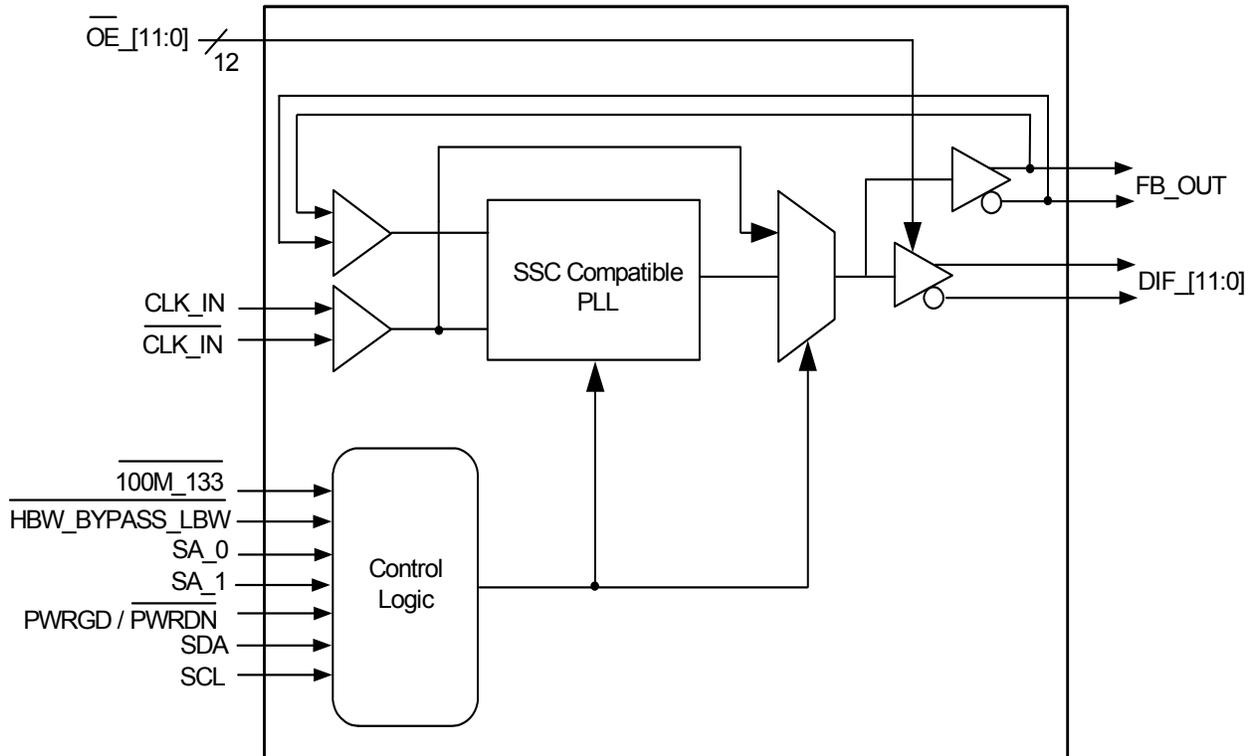 OE_[11:0]
12
FB_OUT
SSC Compatible
PLL
DIF_[11:0]
CLK_IN
CLK_IN
100M_133
HBW_BYPASS_LBW
SA_0
SA_1
PWRGD / PWRDN
SDA
SCL
Control
Logic